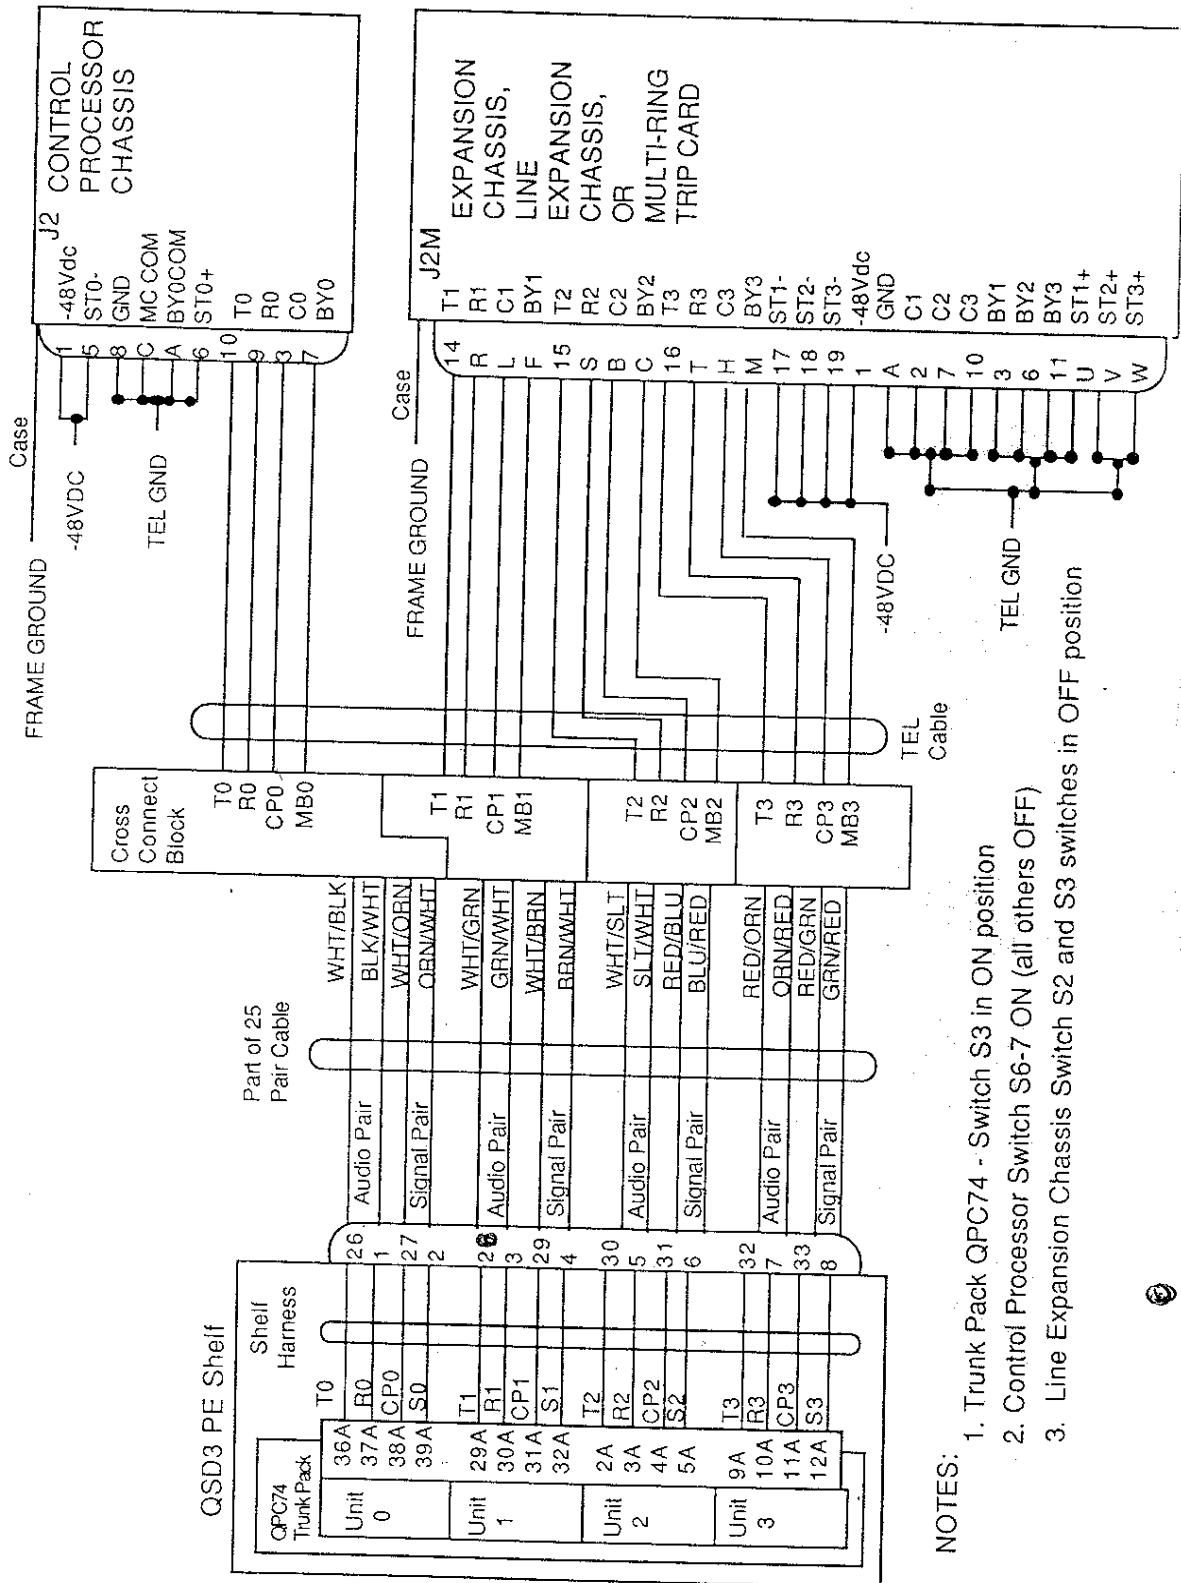 QSD3 PE Shelf
QPC74
Trunk Pack
Unit
0
Unit
1
Unit
2
Unit
3
36A
37A
38A
39A
29A
30A
31A
32A
2A
3A
4A
5A
9A
10A
11A
12A
T0
R0
CP0
S0
T1
R1
CP1
S1
T2
R2
CP2
S2
T3
R3
CP3
S3
Shelf
Harness
26
1
27
2
28
3
29
4
30
5
31
6
32
7
33
8
Audio Pair
Signal Pair
Audio Pair
Signal Pair
Audio Pair
Signal Pair
Audio Pair
Signal Pair
Part of 25
Pair Cable
WHT/BLK
BLK/WHT
WHT/ORN
ORN/WHT
WHT/GRN
GRN/WHT
WHT/BRN
BRN/WHT
WHT/SLT
SLT/WHT
RED/BLU
BLU/RED
RED/ORN
ORN/RED
RED/GRN
GRN/RED
Cross
Connect
Block
T0
R0
CP0
MB0
T1
R1
CP1
MB1
T2
R2
CP2
MB2
T3
R3
CP3
MB3
TEL
Cable
FRAME GROUND
Case
-48VDC
TEL GND
1
5
8
C
A
6
10
9
3
7
J2
-48Vdc
ST0-
GND
MC COM
BY0COM
ST0+
T0
R0
C0
BY0
CONTROL
PROCESSOR
CHASSIS
FRAME GROUND
Case
-48VDC
TEL GND
14
R
L
F
15
S
B
C
16
T
H
M
17
18
19
1
A
2
7
10
3
6
11
U
V
W
J2M
T1
R1
C1
BY1
T2
R2
C2
BY2
T3
R3
C3
BY3
ST1-
ST2-
ST3-
-48Vdc
GND
C1
C2
C3
BY1
BY2
BY3
ST1+
ST2+
ST3+
EXPANSION
CHASSIS,
LINE
EXPANSION
CHASSIS,
OR
MULTI-RING
TRIP CARD
NOTES:
1. Trunk Pack QPC74 - Switch S3 in ON position
2. Control Processor Switch S6-7 ON (all others OFF)
3. Line Expansion Chassis Switch S2 and S3 switches in OFF position